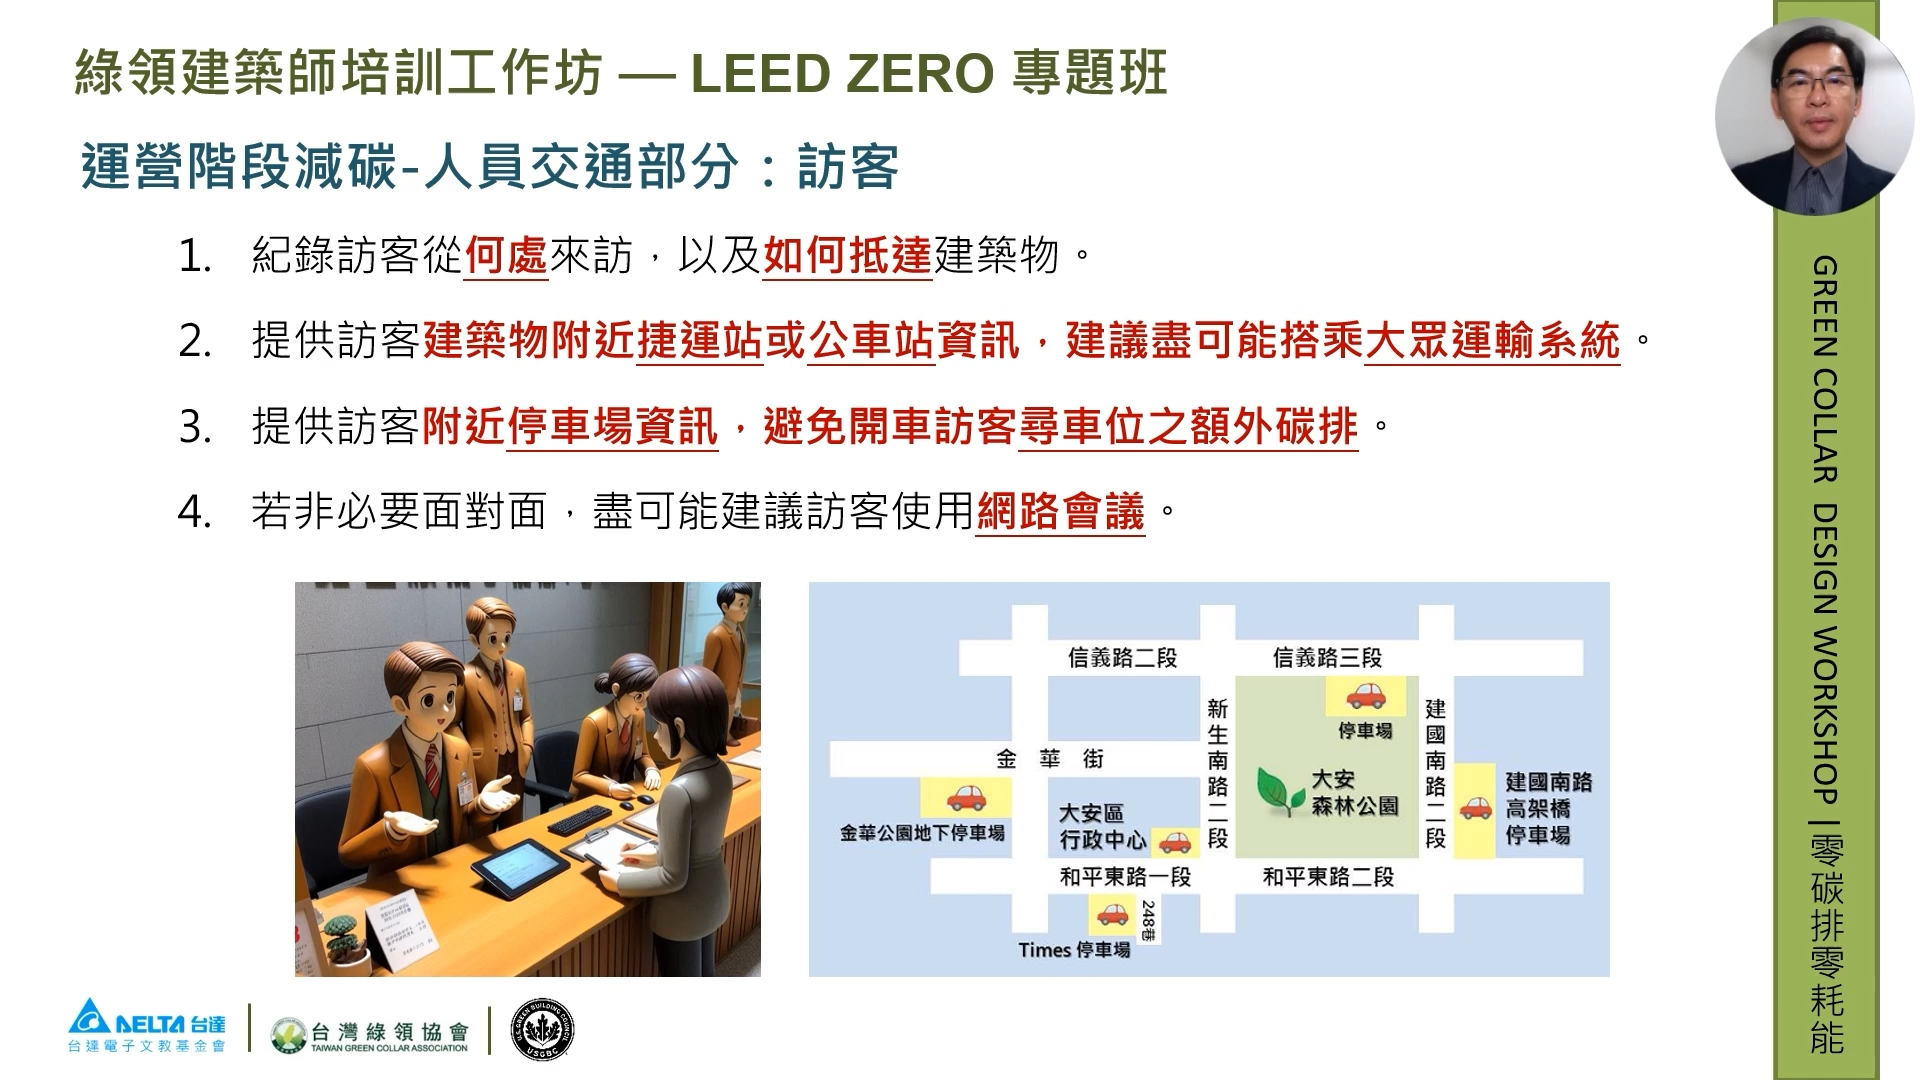 綠領建築師培訓工作坊 — LEED ZERO 專題班
運營階段減碳-人員交通部分：訪客
1. 紀錄訪客從何處來訪，以及如何抵達建築物。
2. 提供訪客建築物附近捷運站或公車站資訊，建議盡可能搭乘大眾運輸系統。
3. 提供訪客附近停車場資訊，避免開車訪客尋車位之額外碳排。
4. 若非必要面對面，盡可能建議訪客使用網路會議。
信義路二段
信義路三段
新生南路二段
建國南路二段
停車場
金華街
大安
森林公園
建國南路
高架橋
停車場
金華公園地下停車場
大安區
行政中心
和平東路一段
和平東路二段
248巷
Times 停車場
DELTA 台達
台達電子文教基金會
台灣綠領協會
TAIWAN GREEN COLLAR ASSOCIATION
U.S. GREEN BUILDING COUNCIL
USGBC
GREEN COLLAR DESIGN WORKSHOP | 零碳排零耗能